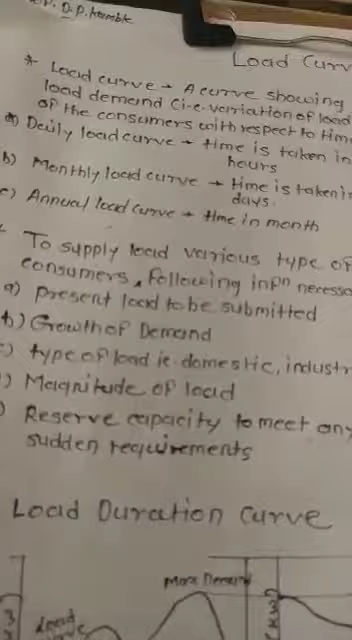 D.P. Kamble
Load Curv
* Load curve → A curve showing
load demand (i.e. variation of load
of the consumers with respect to time
a) Deuly load curve → time is taken in
hours
b) Monthly load curve → time is taken in
days.
c) Annual load curve → time in month
To supply load various type of
consumers, following infⁿ necessa
a) present load to be submitted
b) Growth of Demand
c) type of load ie. domestic, industr
) Magnitude of load
) Reserve capacity to meet any
sudden requirements
Load Duration Curve
More Demand
Load